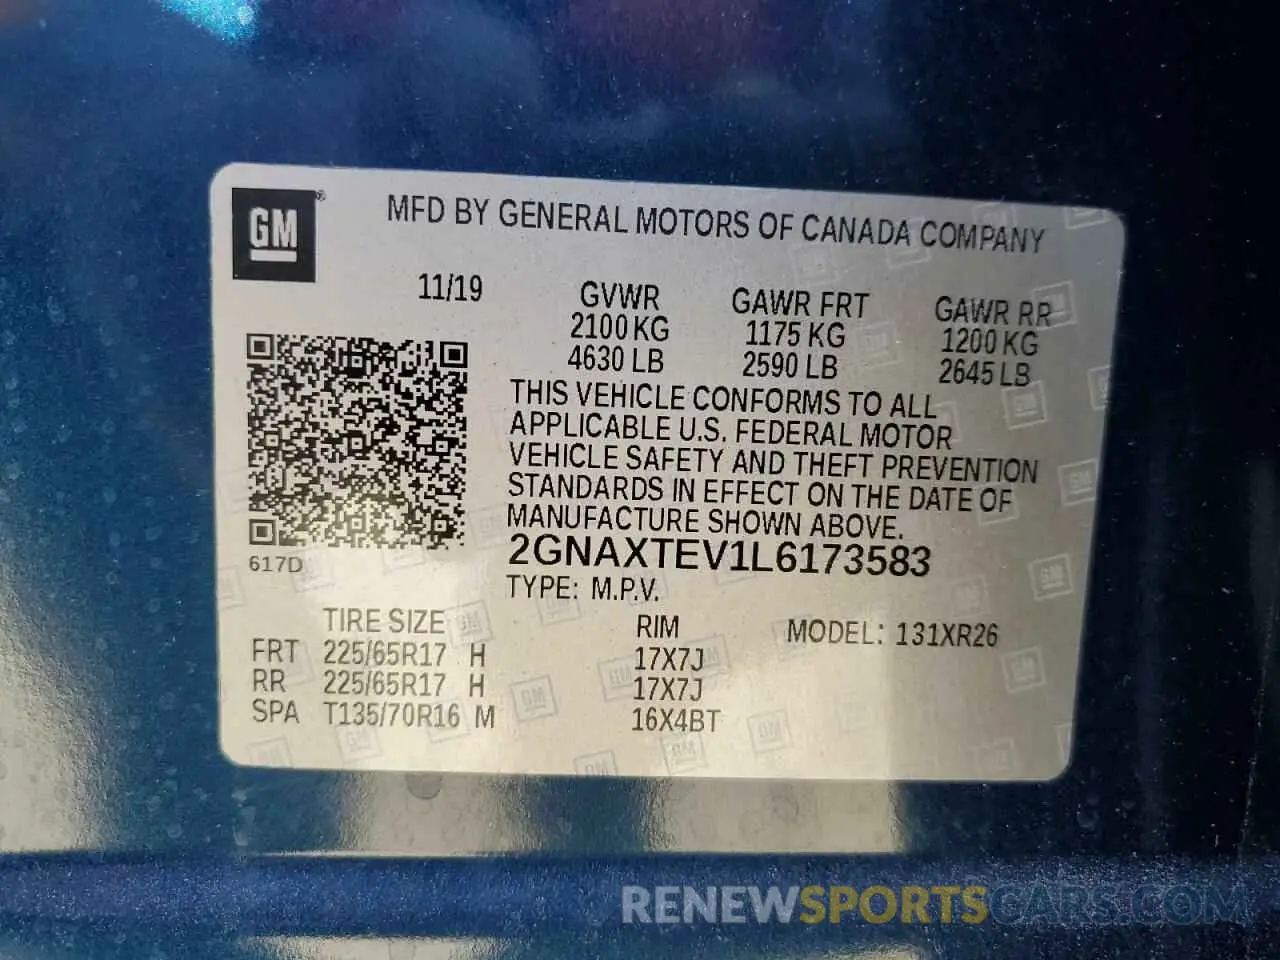 GM®
MFD BY GENERAL MOTORS OF CANADA COMPANY
11/19
GVWR GAWR FRT GAWR RR
2100 KG 1175 KG 1200 KG
4630 LB 2590 LB 2645 LB
THIS VEHICLE CONFORMS TO ALL
APPLICABLE U.S. FEDERAL MOTOR
VEHICLE SAFETY AND THEFT PREVENTION
STANDARDS IN EFFECT ON THE DATE OF
MANUFACTURE SHOWN ABOVE.
2GNAXTEV1L6173583
617D
TYPE: M.P.V.
TIRE SIZE RIM MODEL: 131XR26
FRT 225/65R17 H 17X7J
RR 225/65R17 H 17X7J
SPA T135/70R16 M 16X4BT
RENEWSPORTSCARS.COM